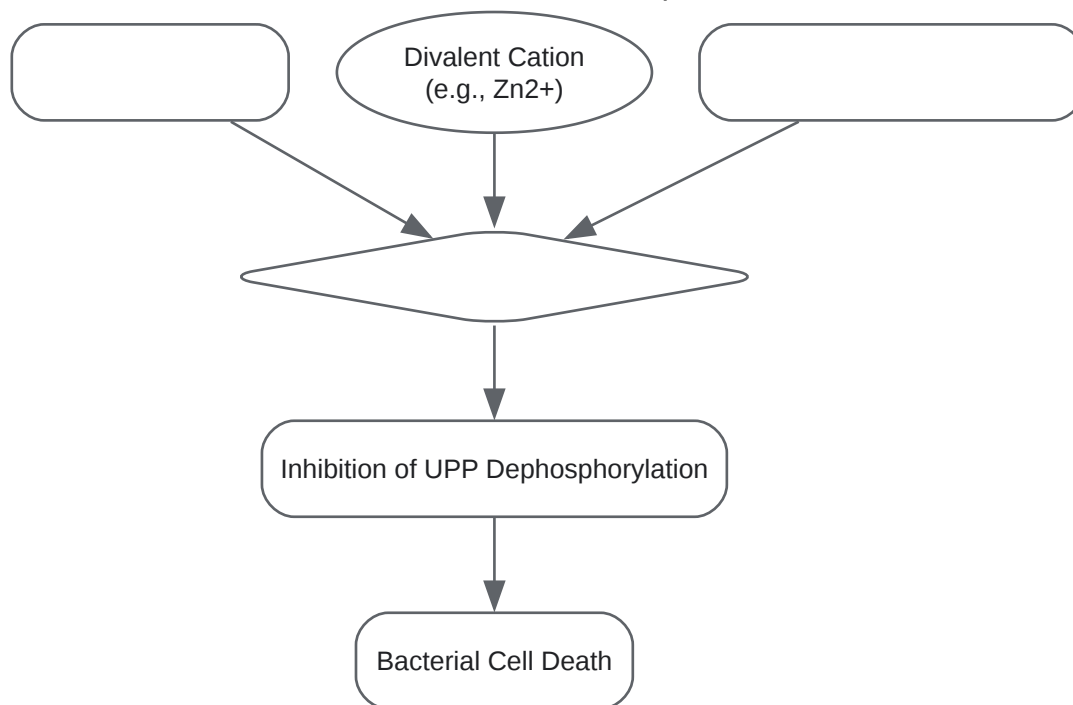 Divalent Cation
(e.g., Zn2+)
Inhibition of UPP Dephosphorylation
Bacterial Cell Death